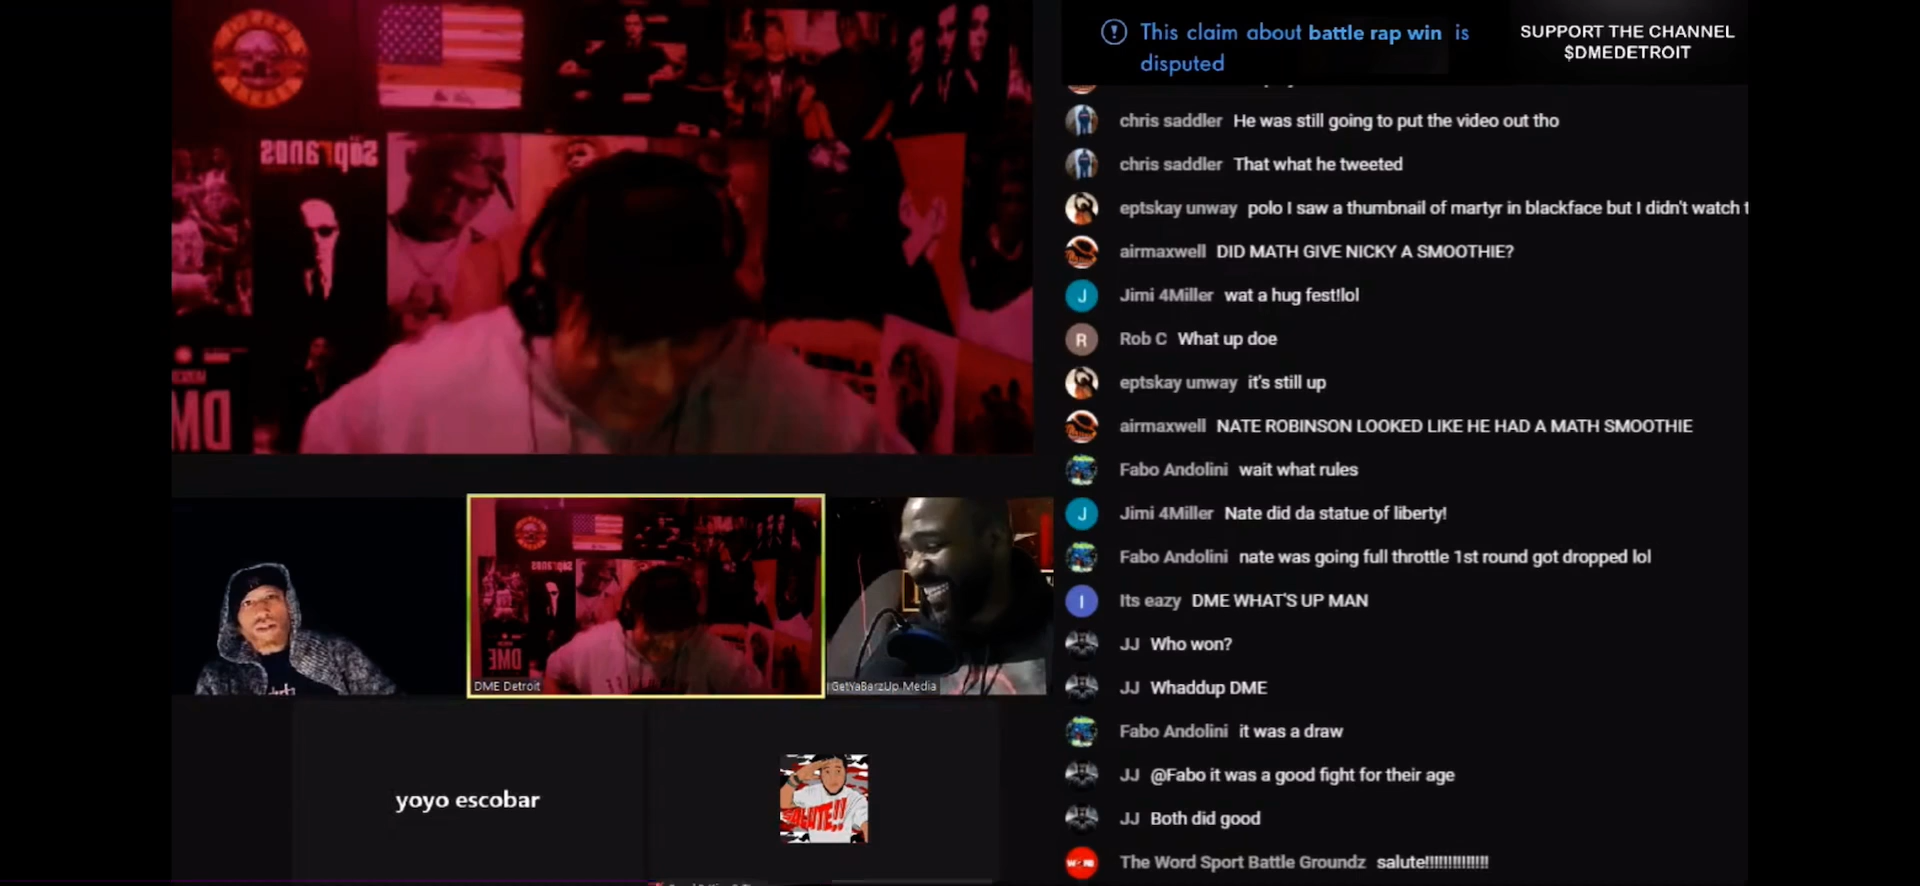 This claim about battle rap win is
disputed
SUPPORT THE CHANNEL
$DMEDETROIT
chris saddler He was still going to put the video out tho
chris saddler That what he tweeted
eptskay unway polo I saw a thumbnail of martyr in blackface but I didn't watch t
airmaxwell DID MATH GIVE NICKY A SMOOTHIE?
J Jimi 4Miller wat a hug fest!lol
R Rob C What up doe
eptskay unway it's still up
airmaxwell NATE ROBINSON LOOKED LIKE HE HAD A MATH SMOOTHIE
Fabo Andolini wait what rules
J Jimi 4Miller Nate did da statue of liberty!
Fabo Andolini nate was going full throttle 1st round got dropped lol
I Its eazy DME WHAT'S UP MAN
JJ Who won?
JJ Whaddup DME
Fabo Andolini it was a draw
JJ @Fabo it was a good fight for their age
JJ Both did good
The Word Sport Battle Groundz salute!!!!!!!!!!!!!!
Sopranos
DME
DME Detroit
GetYaBarzUp Media
yoyo escobar
SALUTE!!